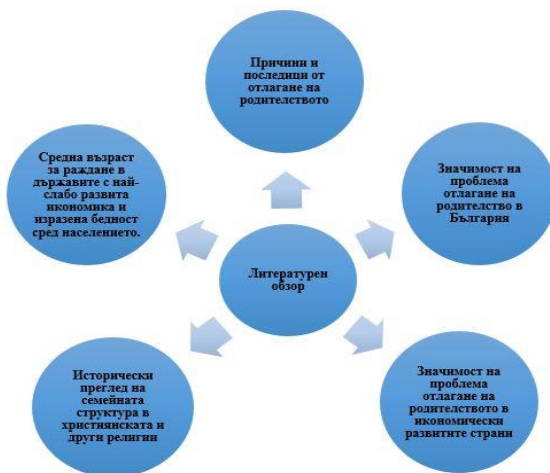 Причини и
последици от
отлагане на
родителството
Средна възраст
за раждане в
държавите с най-
слабо развита
икономика и
изразена бедност
сред населението.
Значимост на
проблема
отлагане на
родителство в
България
Литературен
обзор
Исторически
преглед на
семейната
структура в
християнската и
други религии
Значимост на
проблема
отлагане на
родителството в
икономически
развитите страни